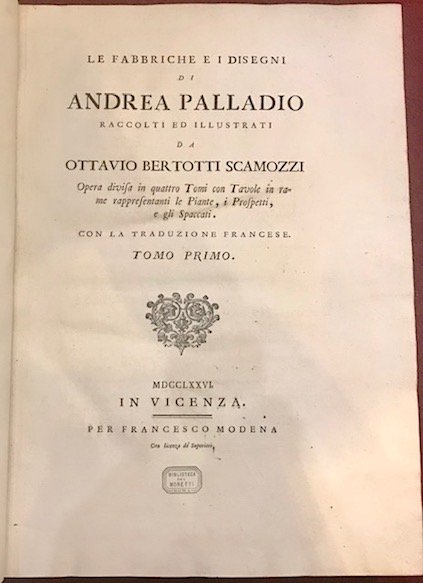 LE FABBRICHE E I DISEGNI
DI
ANDREA PALLADIO
RACCOLTI ED ILLUSTRATI
DA
OTTAVIO BERTOTTI SCAMOZZI
Opera diviſa in quattro Tomi con Tavole in ra-
me rappreſentanti le Piante, i Proſpetti,
e gli Spaccati.
CON LA TRADUZIONE FRANCESE.
TOMO PRIMO.
MDCCLXXVI.
IN VICENZA.
PER FRANCESCO MODENA
Con licenza de' Superiori,
BIBLIOTECA
MORETTI